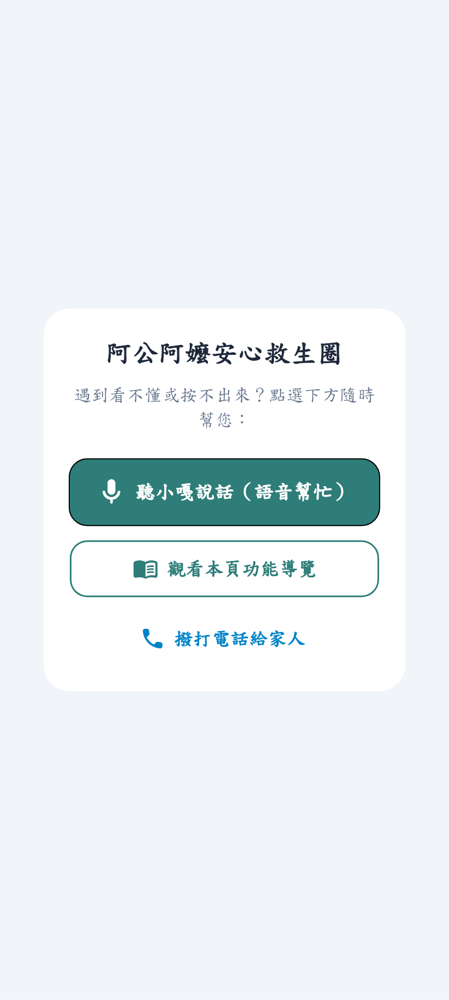 阿公阿嬤安心救生圈
遇到看不懂或按不出來？點選下方隨時
幫您：
聽小嘎說話（語音幫忙）
觀看本頁功能導覽
撥打電話給家人